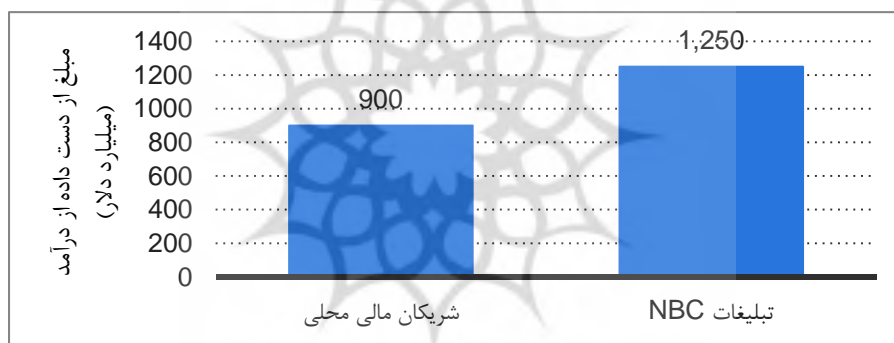 مبلغ از دست داده از درآمد
(میلیارد دلار)
1400
1200
1000
800
600
400
200
0
900
1,250
شریکان مالی محلی
تبلیغات NBC